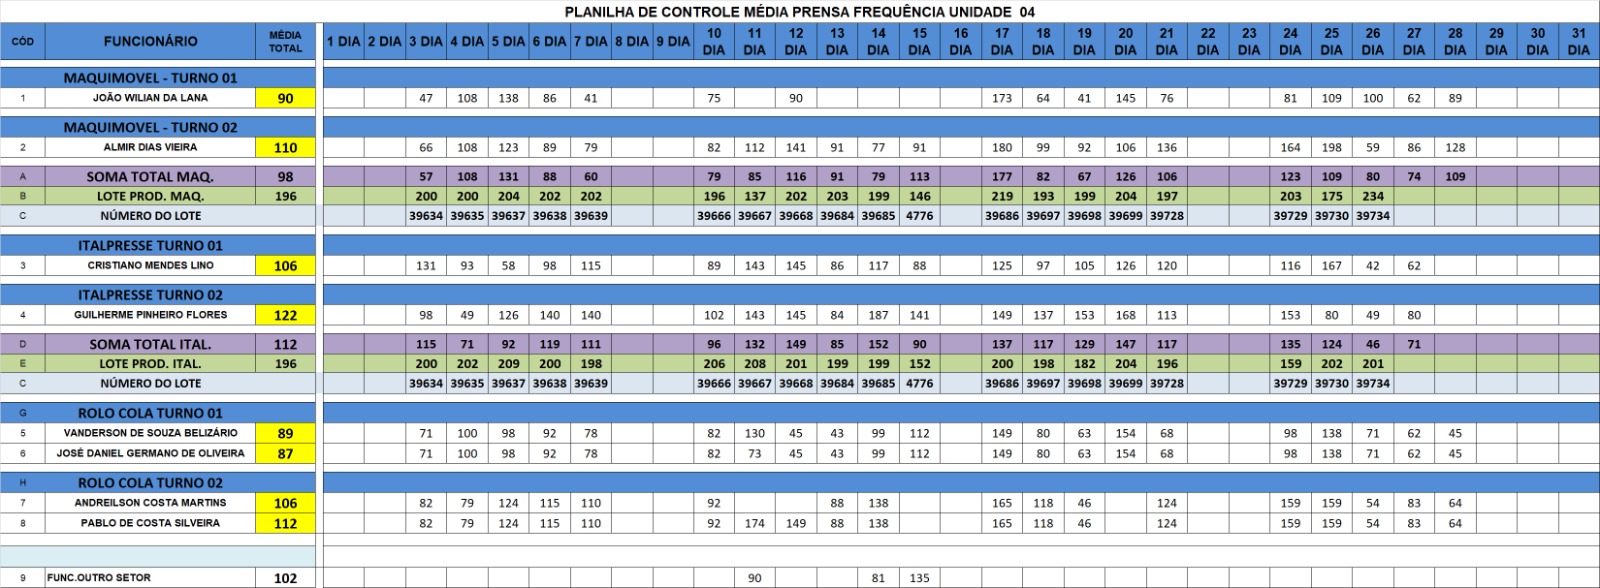 PLANILHA DE CONTROLE MÉDIA PRENSA FREQUÊNCIA UNIDADE 04
CÓD FUNCIONÁRIO MÉDIA TOTAL 1 DIA 2 DIA 3 DIA 4 DIA 5 DIA 6 DIA 7 DIA 8 DIA 9 DIA 10 DIA 11 DIA 12 DIA 13 DIA 14 DIA 15 DIA 16 DIA 17 DIA 18 DIA 19 DIA 20 DIA 21 DIA 22 DIA 23 DIA 24 DIA 25 DIA 26 DIA 27 DIA 28 DIA 29 DIA 30 DIA 31 DIA
MAQUIMOVEL - TURNO 01
1 JOÃO WILIAN DA LANA 90 47 108 138 86 41 75 90 173 64 41 145 76 81 109 100 62 89
MAQUIMOVEL - TURNO 02
2 ALMIR DIAS VIEIRA 110 66 108 123 89 79 82 112 141 91 77 91 180 99 92 106 136 164 198 59 86 128
A SOMA TOTAL MAQ. 98 57 108 131 88 60 79 85 116 91 79 113 177 82 67 126 106 123 109 80 74 109
B LOTE PROD. MAQ. 196 200 200 204 202 202 196 137 202 203 199 146 219 193 199 204 197 203 175 234
C NÚMERO DO LOTE 39634 39635 39637 39638 39639 39666 39667 39668 39684 39685 4776 39686 39697 39698 39699 39728 39729 39730 39734
ITALPRESSE TURNO 01
3 CRISTIANO MENDES LINO 106 131 93 58 98 115 89 143 145 86 117 88 125 97 105 126 120 116 167 42 62
ITALPRESSE TURNO 02
4 GUILHERME PINHEIRO FLORES 122 98 49 126 140 140 102 143 145 84 187 141 149 137 153 168 113 153 80 49 80
D SOMA TOTAL ITAL. 112 115 71 92 119 111 96 132 149 85 152 90 137 117 129 147 117 135 124 46 71
E LOTE PROD. ITAL. 196 200 202 209 200 198 206 208 201 199 199 152 200 198 182 204 196 159 202 201
C NÚMERO DO LOTE 39634 39635 39637 39638 39639 39666 39667 39668 39684 39685 4776 39686 39697 39698 39699 39728 39729 39730 39734
G ROLO COLA TURNO 01
5 VANDERSON DE SOUZA BELIZÁRIO 89 71 100 98 92 78 82 130 45 43 99 112 149 80 63 154 68 98 138 71 62 45
6 JOSÉ DANIEL GERMANO DE OLIVEIRA 87 71 100 98 92 78 82 73 45 43 99 112 149 80 63 154 68 98 138 71 62 45
H ROLO COLA TURNO 02
7 ANDREILSON COSTA MARTINS 106 82 79 124 115 110 92 88 138 165 118 46 124 159 159 54 83 64
8 PABLO DE COSTA SILVEIRA 112 82 79 124 115 110 92 174 149 88 138 165 118 46 124 159 159 54 83 64
9 FUNC.OUTRO SETOR 102 90 81 135